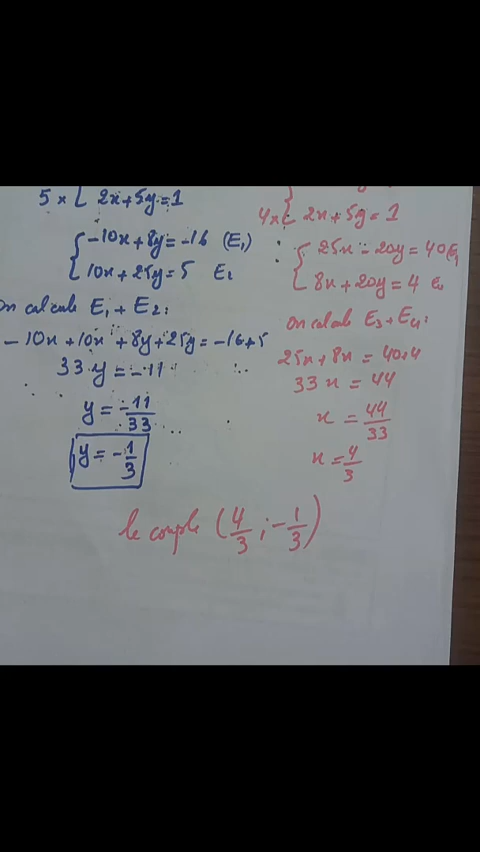 5 × { 2x+5y=1
{ -10x+8y=-16 (E1)
{ 10x+25y=5 E2
On calcule E1+E2:
-10x+10x+8y+25y=-16+5
33y=-11
y=-11/33
y=-1/3
4×{ 2x+5y=1
{ 25x-20y=40 (E3
{ 8x+20y=4
On calcule E3+E4:
25x+8x=40+4
33x=44
x=44/33
x=4/3
le couple (4/3;-1/3)